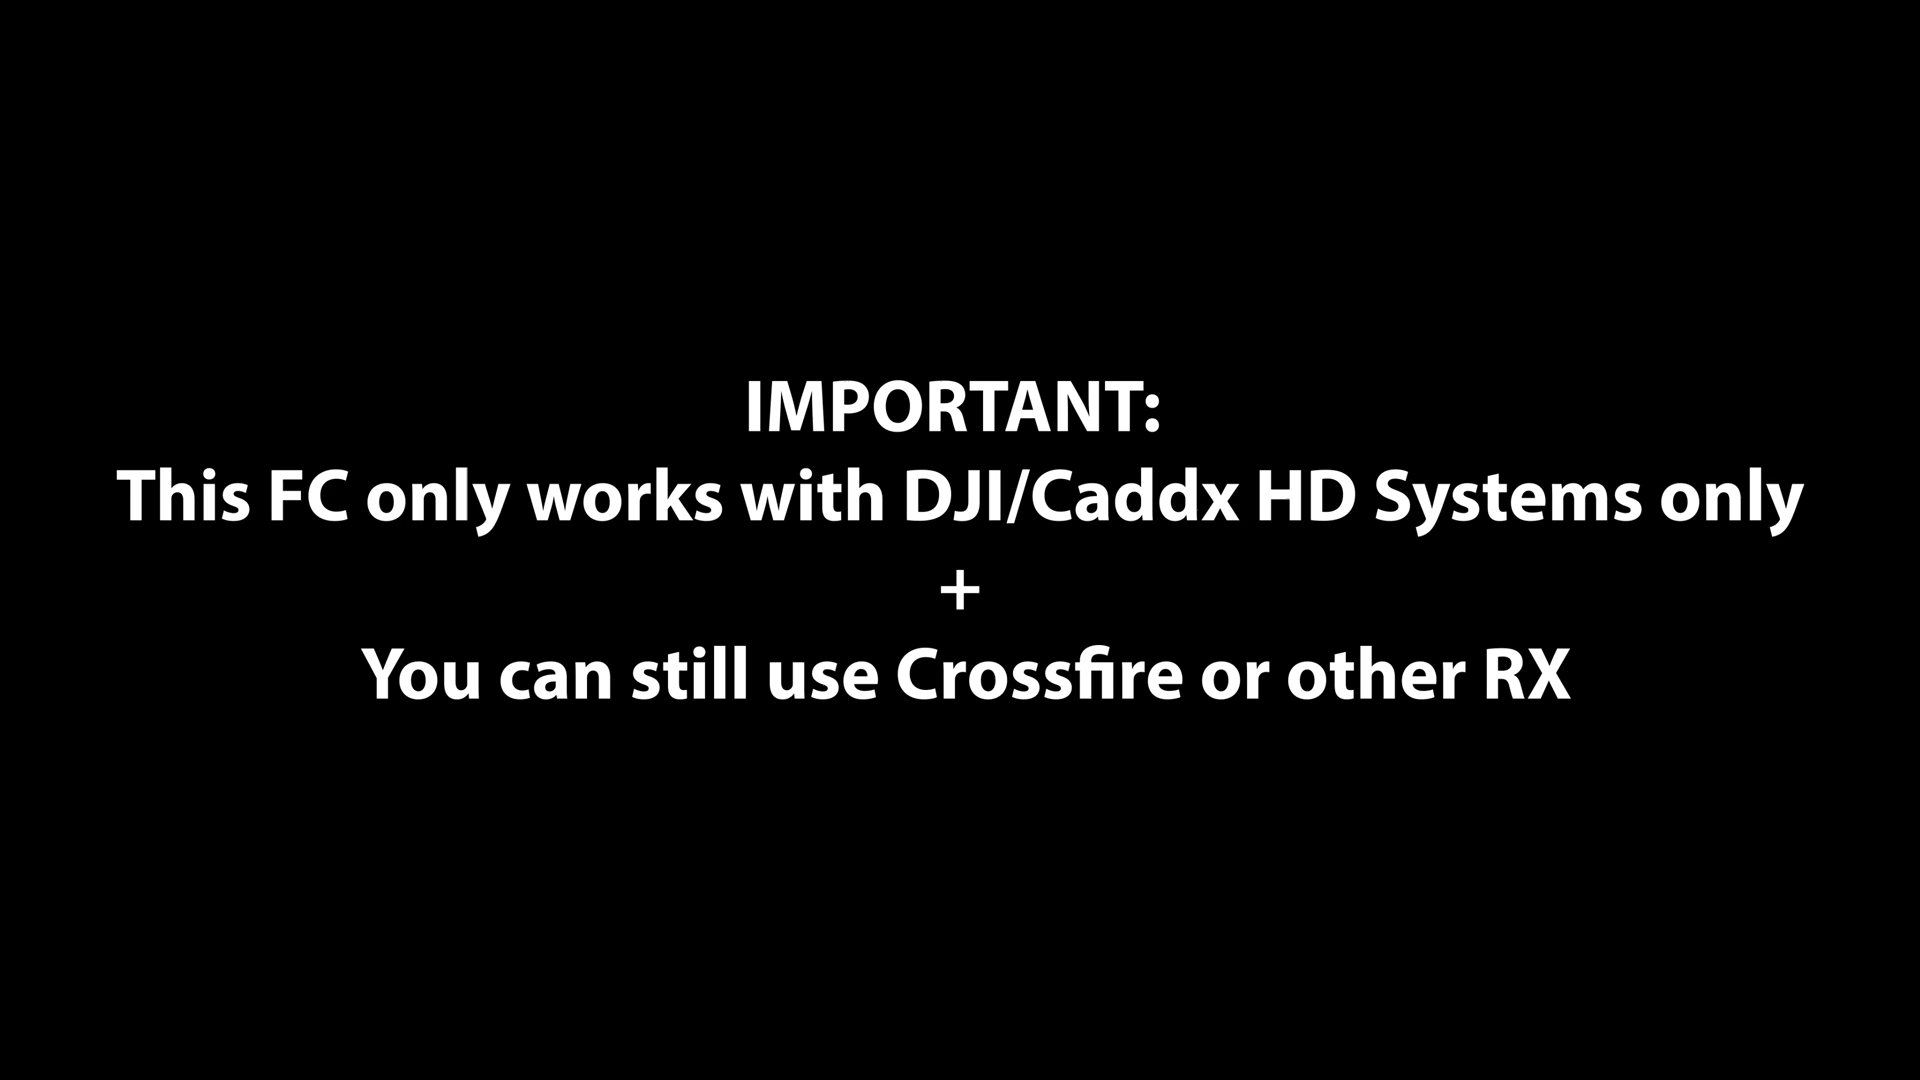 IMPORTANT:
This FC only works with DJI/Caddx HD Systems only
+
You can still use Crossfire or other RX